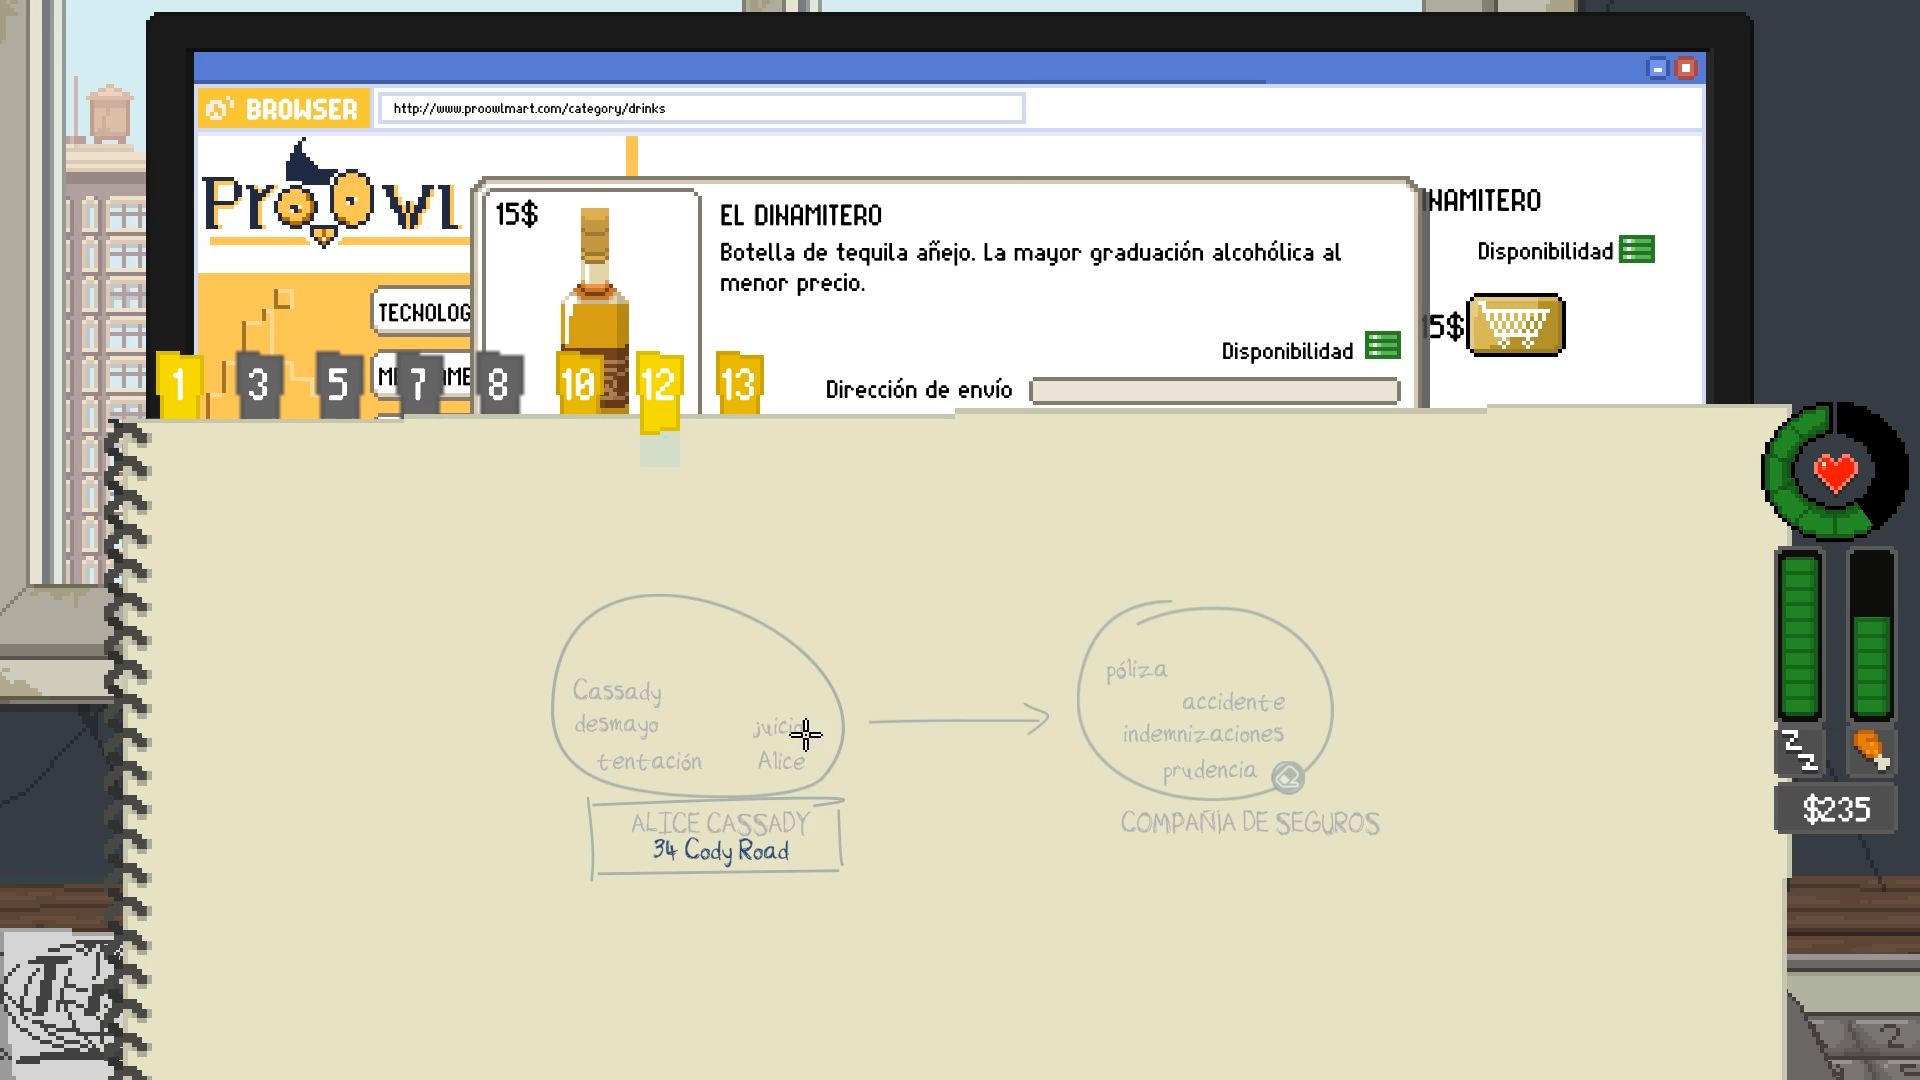 BROWSER
http://www.proowlmart.com/category/drinks
ProOwl
15$
EL DINAMITERO
Botella de tequila añejo. La mayor graduación alcohólica al
menor precio.
Disponibilidad
Dirección de envío
NAMITERO
Disponibilidad
15$
TECNOLOG
1
3
5
7
8
10
12
13
Cassady
desmayo
juicio
tentación
Alice
ALICE CASSADY
34 Cody Road
póliza
accidente
indemnizaciones
prudencia
COMPAÑÍA DE SEGUROS
$235